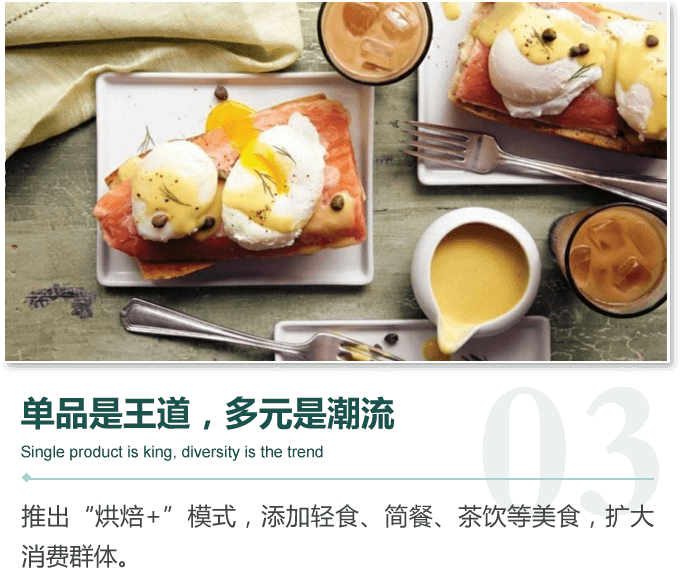 单品是王道，多元是潮流
03
Single product is king, diversity is the trend
推出“烘焙+”模式，添加轻食、简餐、茶饮等美食，扩大
消费群体。